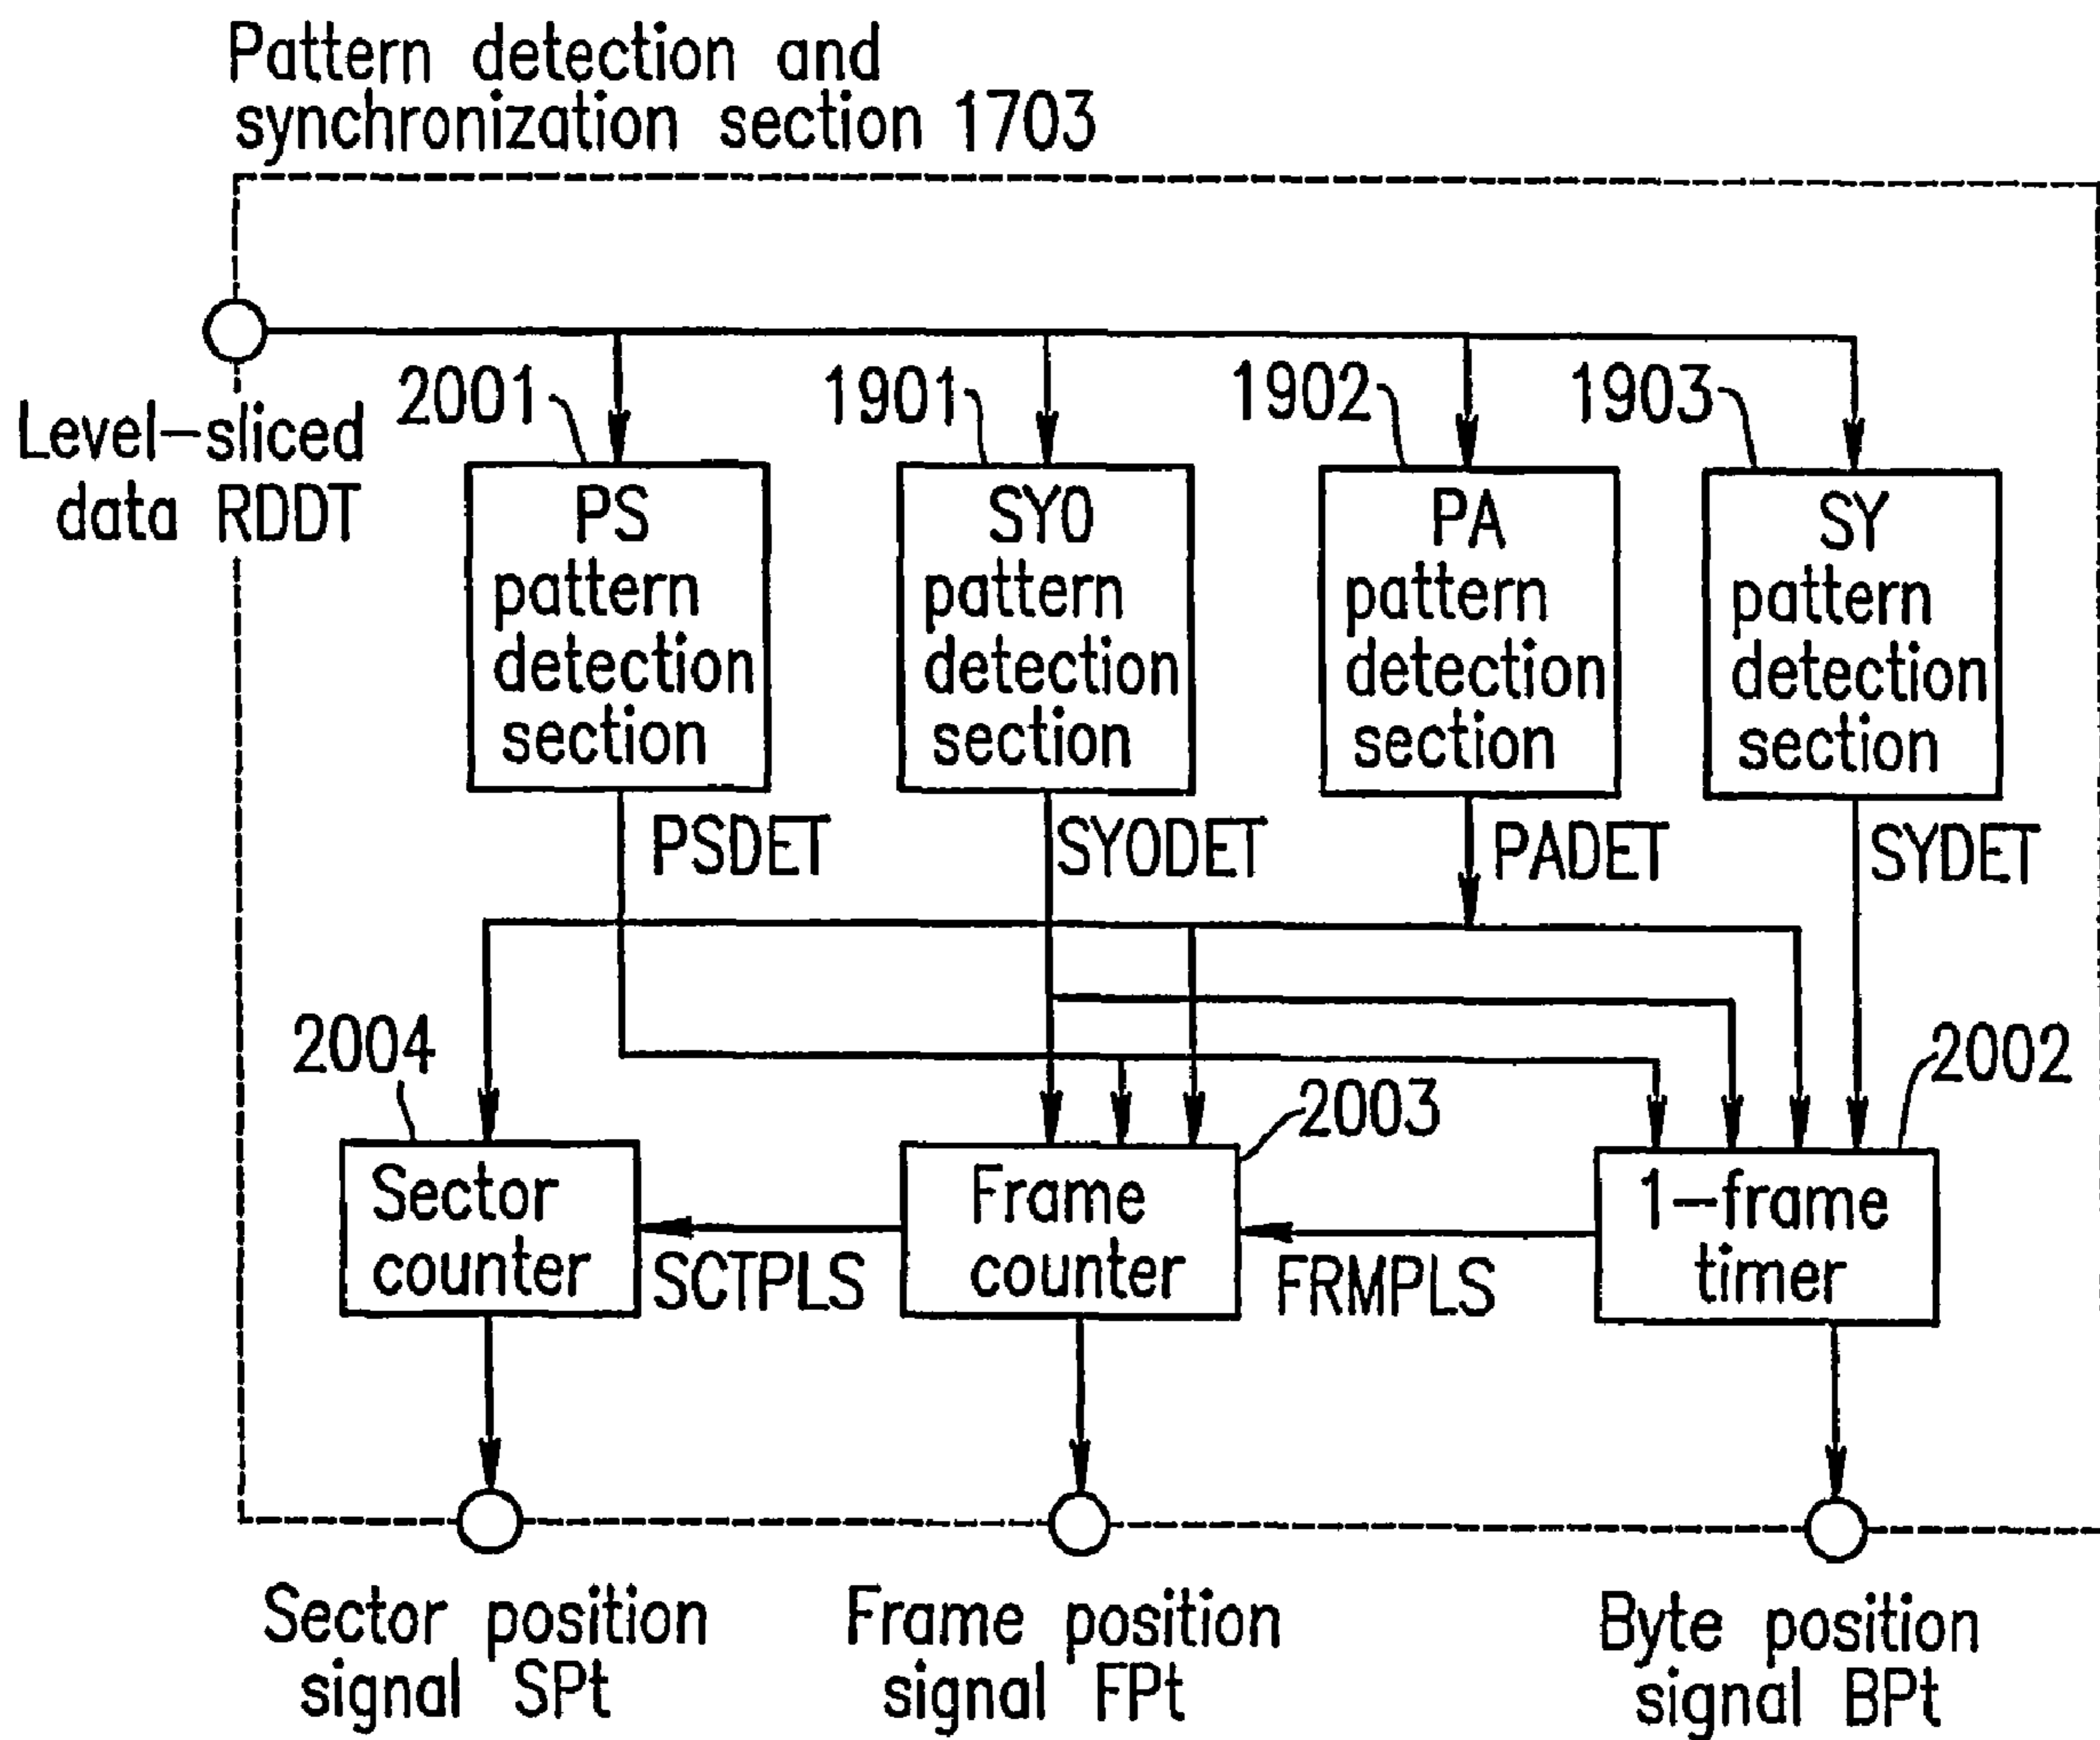 Pattern detection and
synchronization section 1703
Level-sliced
data RDDT
2001
1901
1902
1903
PS
pattern
detection
section
SY0
pattern
detection
section
PA
pattern
detection
section
SY
pattern
detection
section
PSDET
SY0DET
PADET
SYDET
2004
2003
2002
Sector
counter
SCTPLS
Frame
counter
FRMPLS
1-frame
timer
Sector position
signal SPt
Frame position
signal FPt
Byte position
signal BPt